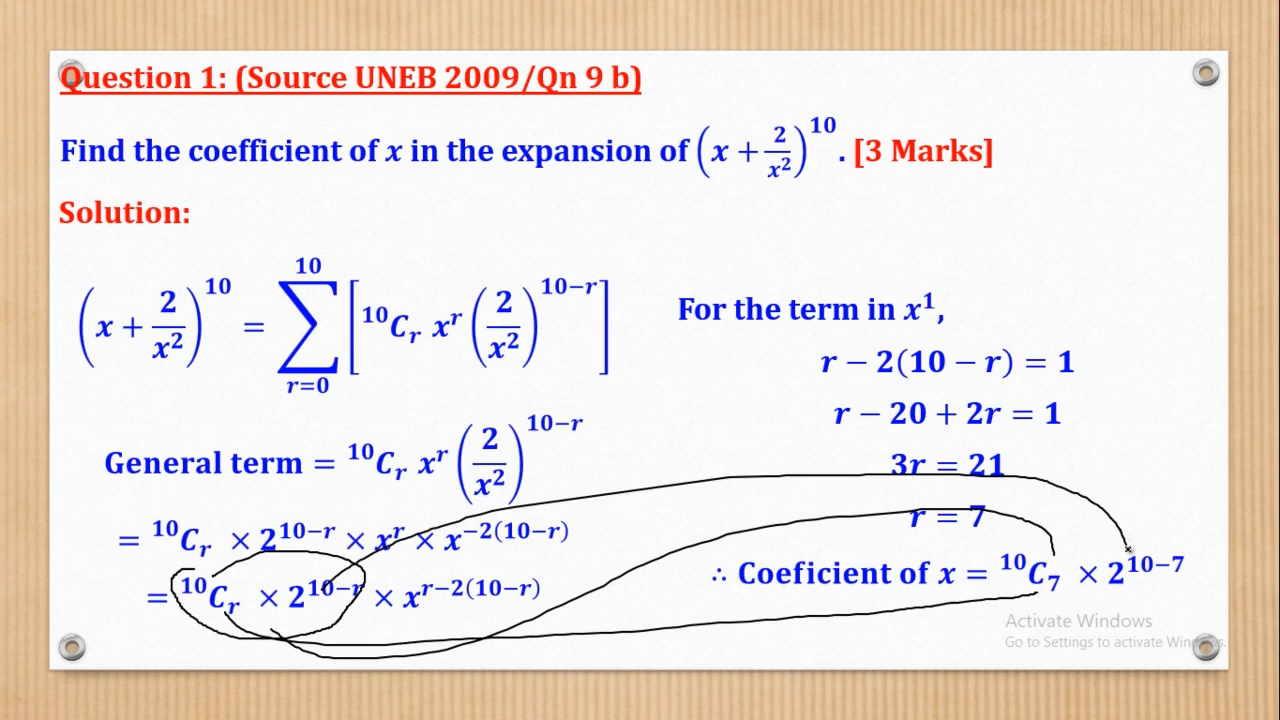 Question 1: (Source UNEB 2009/Qn 9 b)
Find the coefficient of x in the expansion of (x + 2/x²)¹⁰. [3 Marks]
Solution:
(x + 2/x²)¹⁰ = ∑_{r=0}^{10} [¹⁰Cᵣ xʳ (2/x²)^{10−r}]
General term = ¹⁰Cᵣ xʳ (2/x²)^{10−r}
= ¹⁰Cᵣ × 2^{10−r} × xʳ × x^{−2(10−r)}
= ¹⁰Cᵣ × 2^{10−r} × x^{r−2(10−r)}
For the term in x¹,
r − 2(10 − r) = 1
r − 20 + 2r = 1
3r = 21
r = 7
∴ Coeficient of x = ¹⁰C₇ × 2^{10−7}
Activate Windows
Go to Settings to activate Windows.